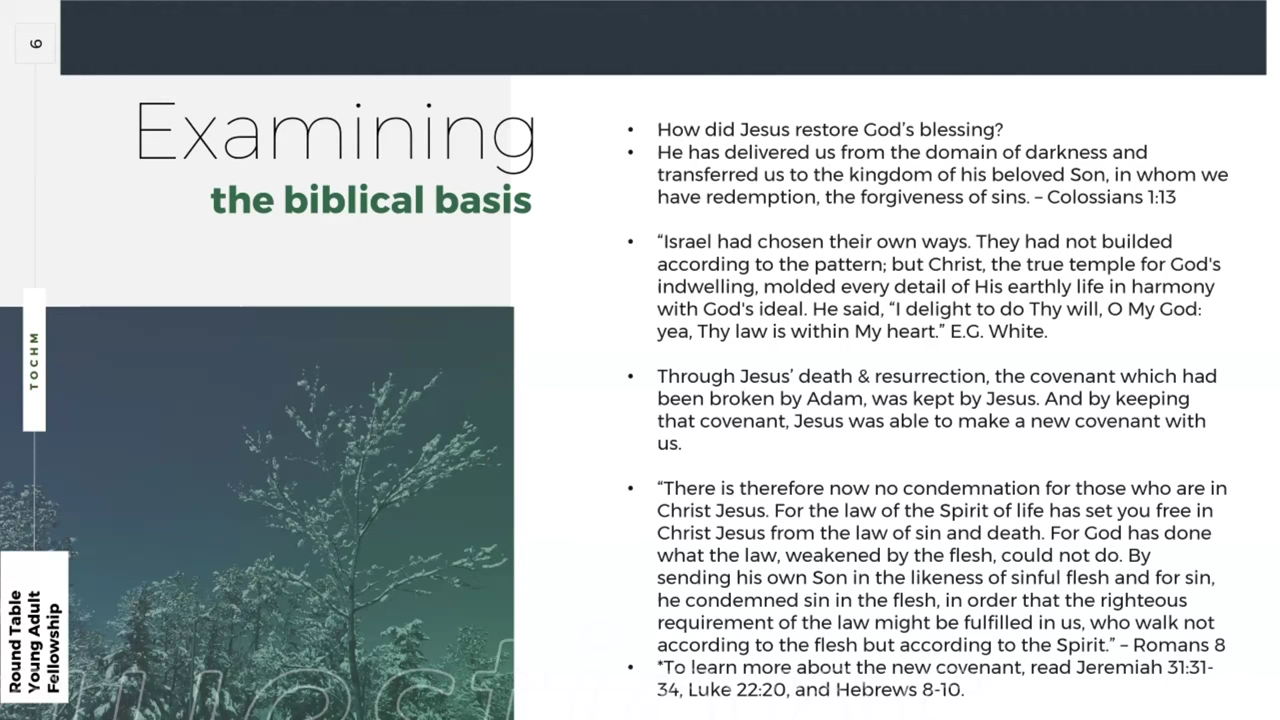 6
Examining
the biblical basis
TOCHM
Round Table
Young Adult
Fellowship
• How did Jesus restore God’s blessing?
• He has delivered us from the domain of darkness and
transferred us to the kingdom of his beloved Son, in whom we
have redemption, the forgiveness of sins. – Colossians 1:13
• “Israel had chosen their own ways. They had not builded
according to the pattern; but Christ, the true temple for God's
indwelling, molded every detail of His earthly life in harmony
with God's ideal. He said, “I delight to do Thy will, O My God:
yea, Thy law is within My heart.” E.G. White.
• Through Jesus’ death & resurrection, the covenant which had
been broken by Adam, was kept by Jesus. And by keeping
that covenant, Jesus was able to make a new covenant with
us.
• “There is therefore now no condemnation for those who are in
Christ Jesus. For the law of the Spirit of life has set you free in
Christ Jesus from the law of sin and death. For God has done
what the law, weakened by the flesh, could not do. By
sending his own Son in the likeness of sinful flesh and for sin,
he condemned sin in the flesh, in order that the righteous
requirement of the law might be fulfilled in us, who walk not
according to the flesh but according to the Spirit.” – Romans 8
• *To learn more about the new covenant, read Jeremiah 31:31-
34, Luke 22:20, and Hebrews 8-10.